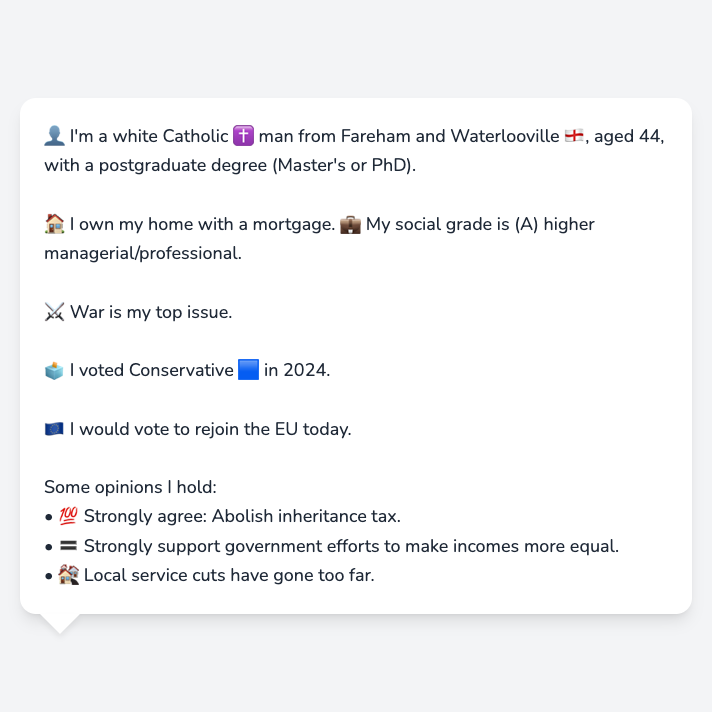 👤 I'm a white Catholic ✝️ man from Fareham and Waterlooville 🏴󠁧󠁢󠁥󠁮󠁧󠁿, aged 44,
with a postgraduate degree (Master's or PhD).
🏠 I own my home with a mortgage. 💼 My social grade is (A) higher
managerial/professional.
⚔️ War is my top issue.
🗳️ I voted Conservative 🟦 in 2024.
🇪🇺 I would vote to rejoin the EU today.
Some opinions I hold:
• 💯 Strongly agree: Abolish inheritance tax.
• 🟰 Strongly support government efforts to make incomes more equal.
• 🏘️ Local service cuts have gone too far.